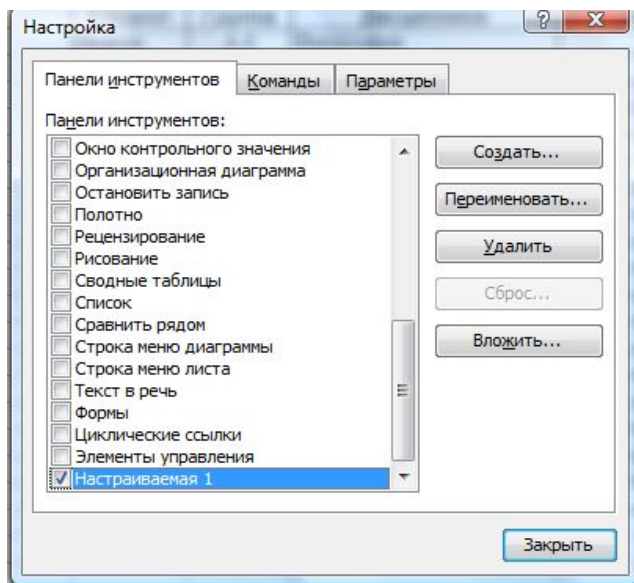 Настройка
Панели инструментов Команды Параметры
Панели инструментов:
Окно контрольного значения
Организационная диаграмма
Остановить запись
Полотно
Рецензирование
Рисование
Сводные таблицы
Список
Сравнить рядом
Строка меню диаграммы
Строка меню листа
Текст в речь
Формы
Циклические ссылки
Элементы управления
Настраиваемая 1
Создать...
Переименовать...
Удалить
Сброс...
Вложить...
Закрыть